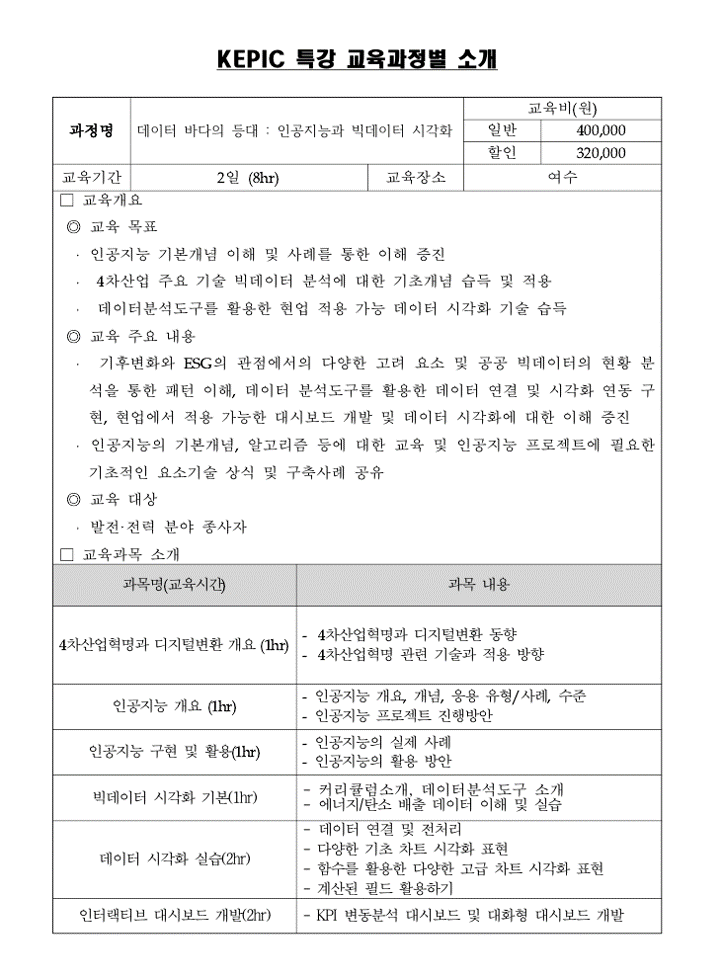 KEPIC 특강 교육과정별 소개
과정명
데이터 바다의 등대 : 인공지능과 빅데이터 시각화
교육비(원)
일반
400,000
할인
320,000
교육기간
2일 (8hr)
교육장소
여수
□ 교육개요
◎ 교육 목표
· 인공지능 기본개념 이해 및 사례를 통한 이해 증진
· 4차산업 주요 기술 빅데이터 분석에 대한 기초개념 습득 및 적용
· 데이터분석도구를 활용한 현업 적용 가능 데이터 시각화 기술 습득
◎ 교육 주요 내용
· 기후변화와 ESG의 관점에서의 다양한 고려 요소 및 공공 빅데이터의 현황 분
석을 통한 패턴 이해, 데이터 분석도구를 활용한 데이터 연결 및 시각화 연동 구
현, 현업에서 적용 가능한 대시보드 개발 및 데이터 시각화에 대한 이해 증진
· 인공지능의 기본개념, 알고리즘 등에 대한 교육 및 인공지능 프로젝트에 필요한
기초적인 요소기술 상식 및 구축사례 공유
◎ 교육 대상
· 발전·전력 분야 종사자
□ 교육과목 소개
과목명(교육시간)
과목 내용
4차산업혁명과 디지털변환 개요 (1hr)
- 4차산업혁명과 디지털변환 동향
- 4차산업혁명 관련 기술과 적용 방향
인공지능 개요 (1hr)
- 인공지능 개요, 개념, 응용 유형/사례, 수준
- 인공지능 프로젝트 진행방안
인공지능 구현 및 활용(1hr)
- 인공지능의 실제 사례
- 인공지능의 활용 방안
빅데이터 시각화 기본(1hr)
- 커리큘럼소개, 데이터분석도구 소개
- 에너지/탄소 배출 데이터 이해 및 실습
데이터 시각화 실습(2hr)
- 데이터 연결 및 전처리
- 다양한 기초 차트 시각화 표현
- 함수를 활용한 다양한 고급 차트 시각화 표현
- 계산된 필드 활용하기
인터랙티브 대시보드 개발(2hr)
- KPI 변동분석 대시보드 및 대화형 대시보드 개발